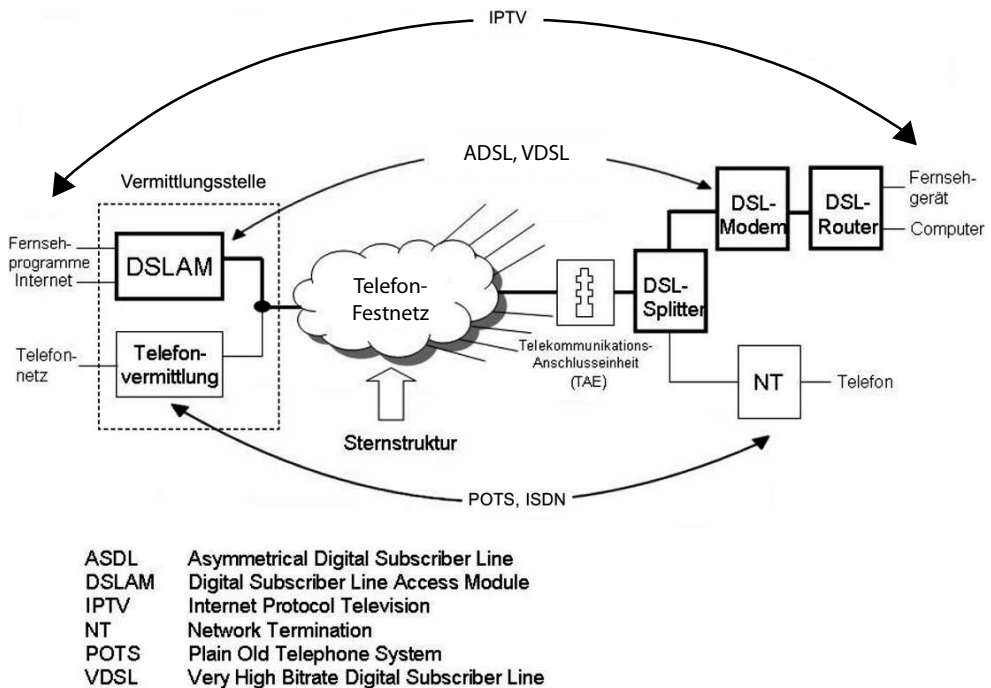 IPTV
ADSL, VDSL
Vermittlungsstelle
Fernseh-
programme
Internet
DSLAM
Telefon-
netz
Telefon-
vermittlung
Telefon-
Festnetz
Sternstruktur
Telekommunikations-
Anschlusseinheit
(TAE)
DSL-
Splitter
DSL-
Modem
DSL-
Router
Fernseh-
gerät
Computer
NT
Telefon
POTS, ISDN
ASDL Asymmetrical Digital Subscriber Line
DSLAM Digital Subscriber Line Access Module
IPTV Internet Protocol Television
NT Network Termination
POTS Plain Old Telephone System
VDSL Very High Bitrate Digital Subscriber Line